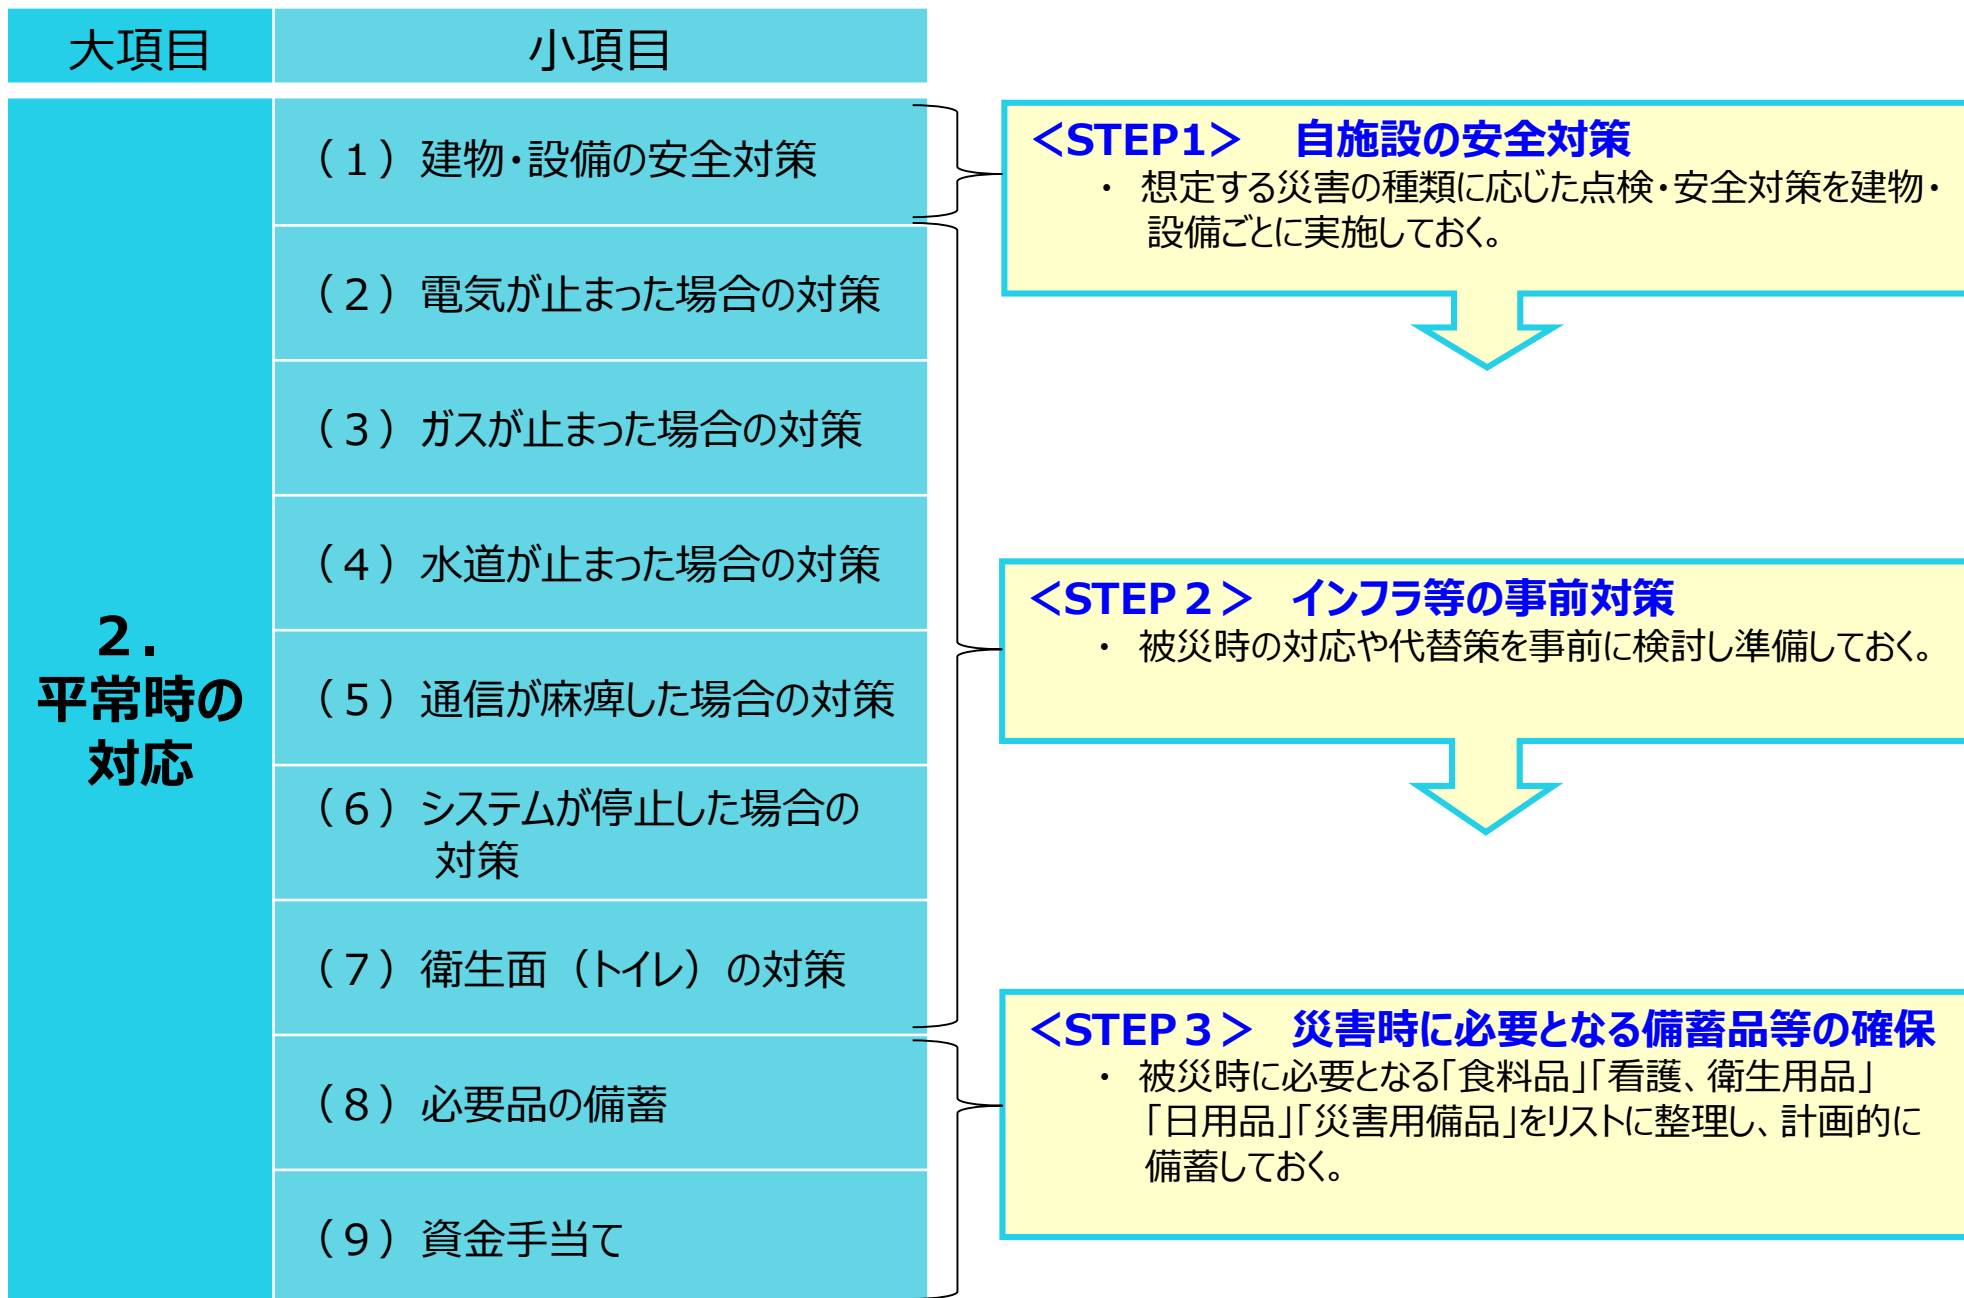 大項目
小項目
2．
平常時の
対応
（1）建物・設備の安全対策
（2）電気が止まった場合の対策
（3）ガスが止まった場合の対策
（4）水道が止まった場合の対策
（5）通信が麻痺した場合の対策
（6）システムが停止した場合の
対策
（7）衛生面（トイレ）の対策
（8）必要品の備蓄
（9）資金手当て
＜STEP1＞　自施設の安全対策
・ 想定する災害の種類に応じた点検・安全対策を建物・
設備ごとに実施しておく。
＜STEP２＞　インフラ等の事前対策
・ 被災時の対応や代替策を事前に検討し準備しておく。
＜STEP３＞　災害時に必要となる備蓄品等の確保
・ 被災時に必要となる「食料品」「看護、衛生用品」
「日用品」「災害用備品」をリストに整理し、計画的に
備蓄しておく。